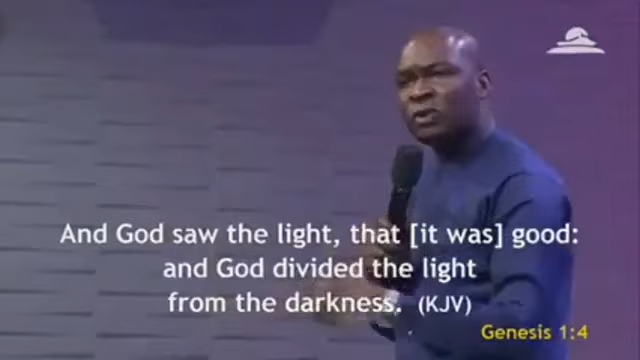 And God saw the light, that [it was] good:
and God divided the light
from the darkness. (KJV)
Genesis 1:4